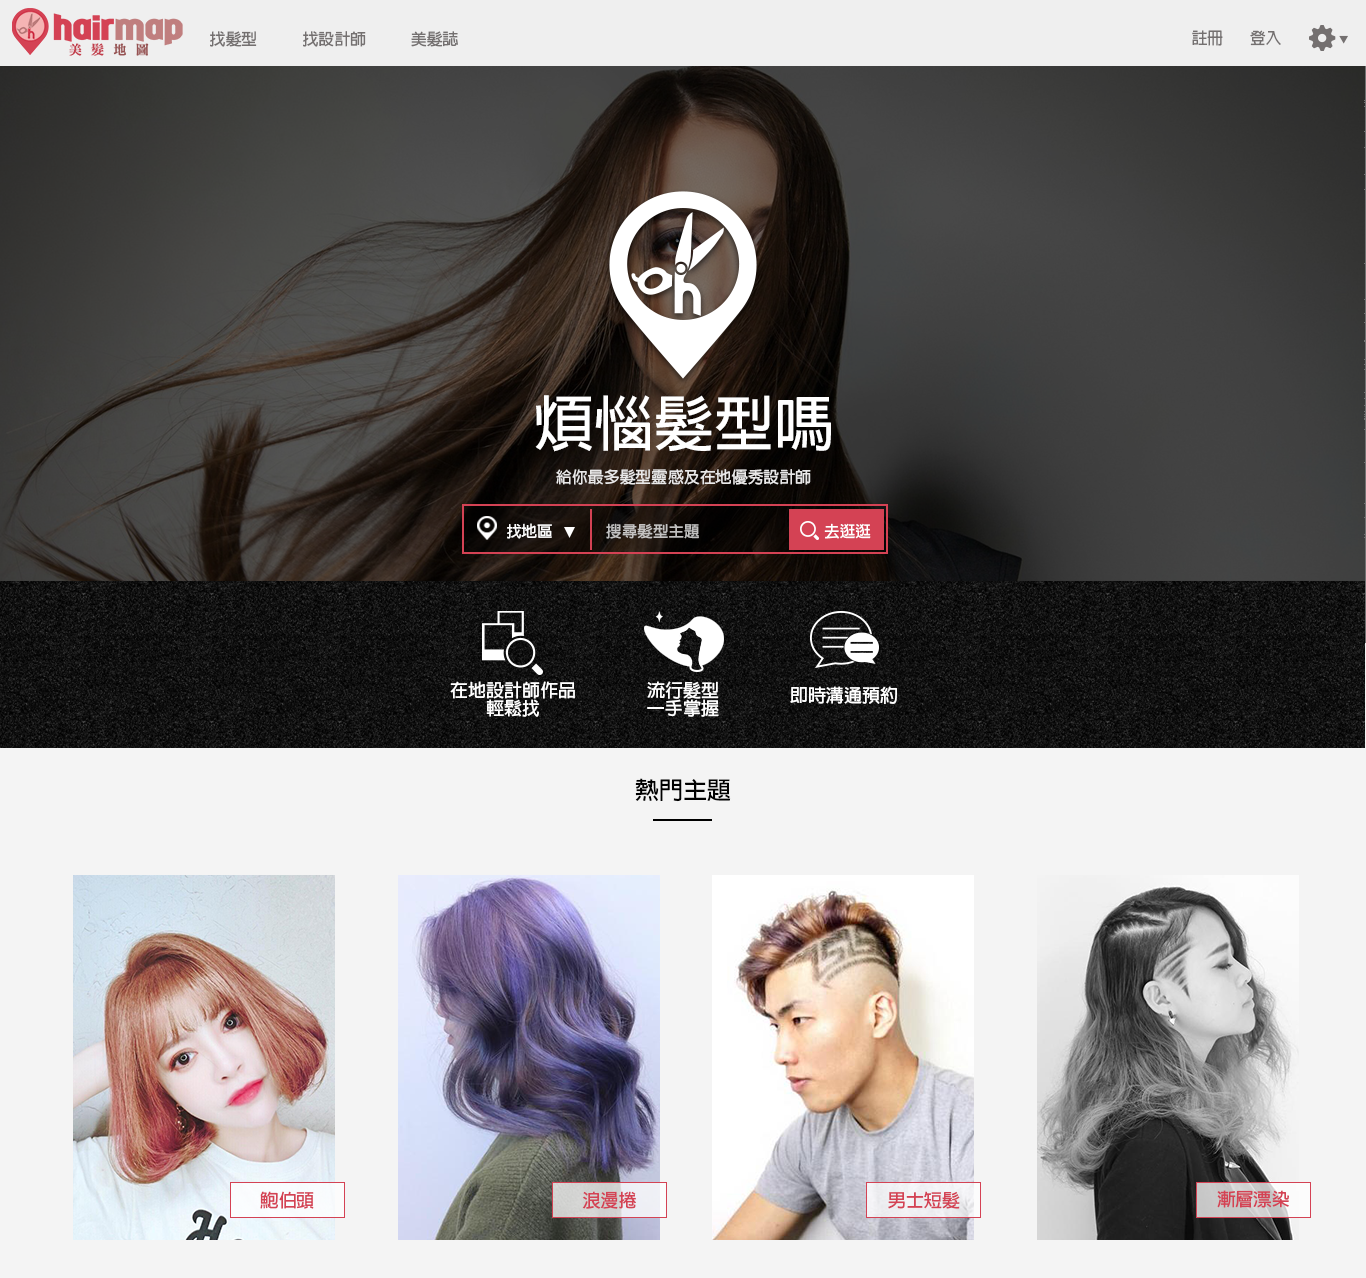 hairmap
美髮地圖
找髮型
找設計師
美髮誌
註冊
登入
煩惱髮型嗎
給你最多髮型靈感及在地優秀設計師
找地區 ▼
搜尋髮型主題
去逛逛
在地設計師作品
輕鬆找
流行髮型
一手掌握
即時溝通預約
熱門主題
鮑伯頭
浪漫捲
男士短髮
漸層漂染